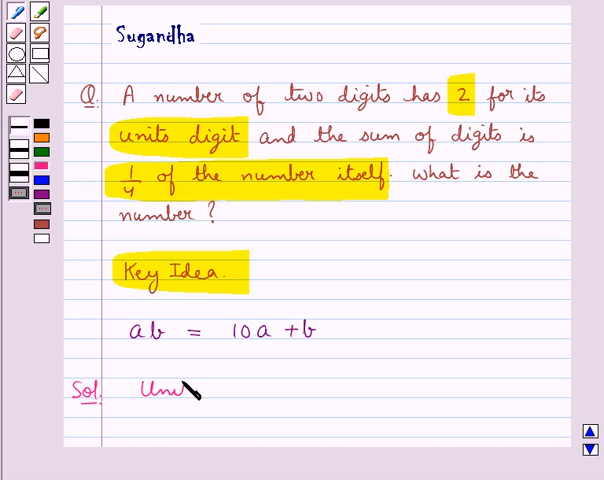 Sugandha
Q. A number of two digits has 2 for its
units digit and the sum of digits is
1/4 of the number itself. What is the
number?
Key Idea.
ab = 10a + b
Sol. Uni